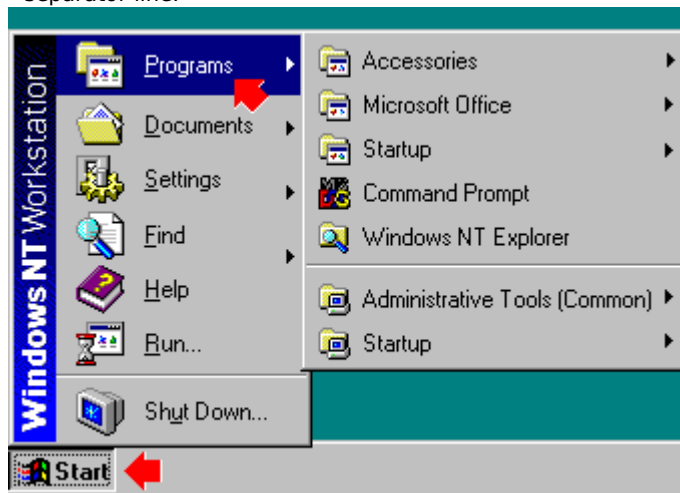 separator line.
Windows NT Workstation
Programs
Documents
Settings
Find
Help
Run...
Shut Down...
Accessories
Microsoft Office
Startup
Command Prompt
Windows NT Explorer
Administrative Tools (Common)
Startup
Start